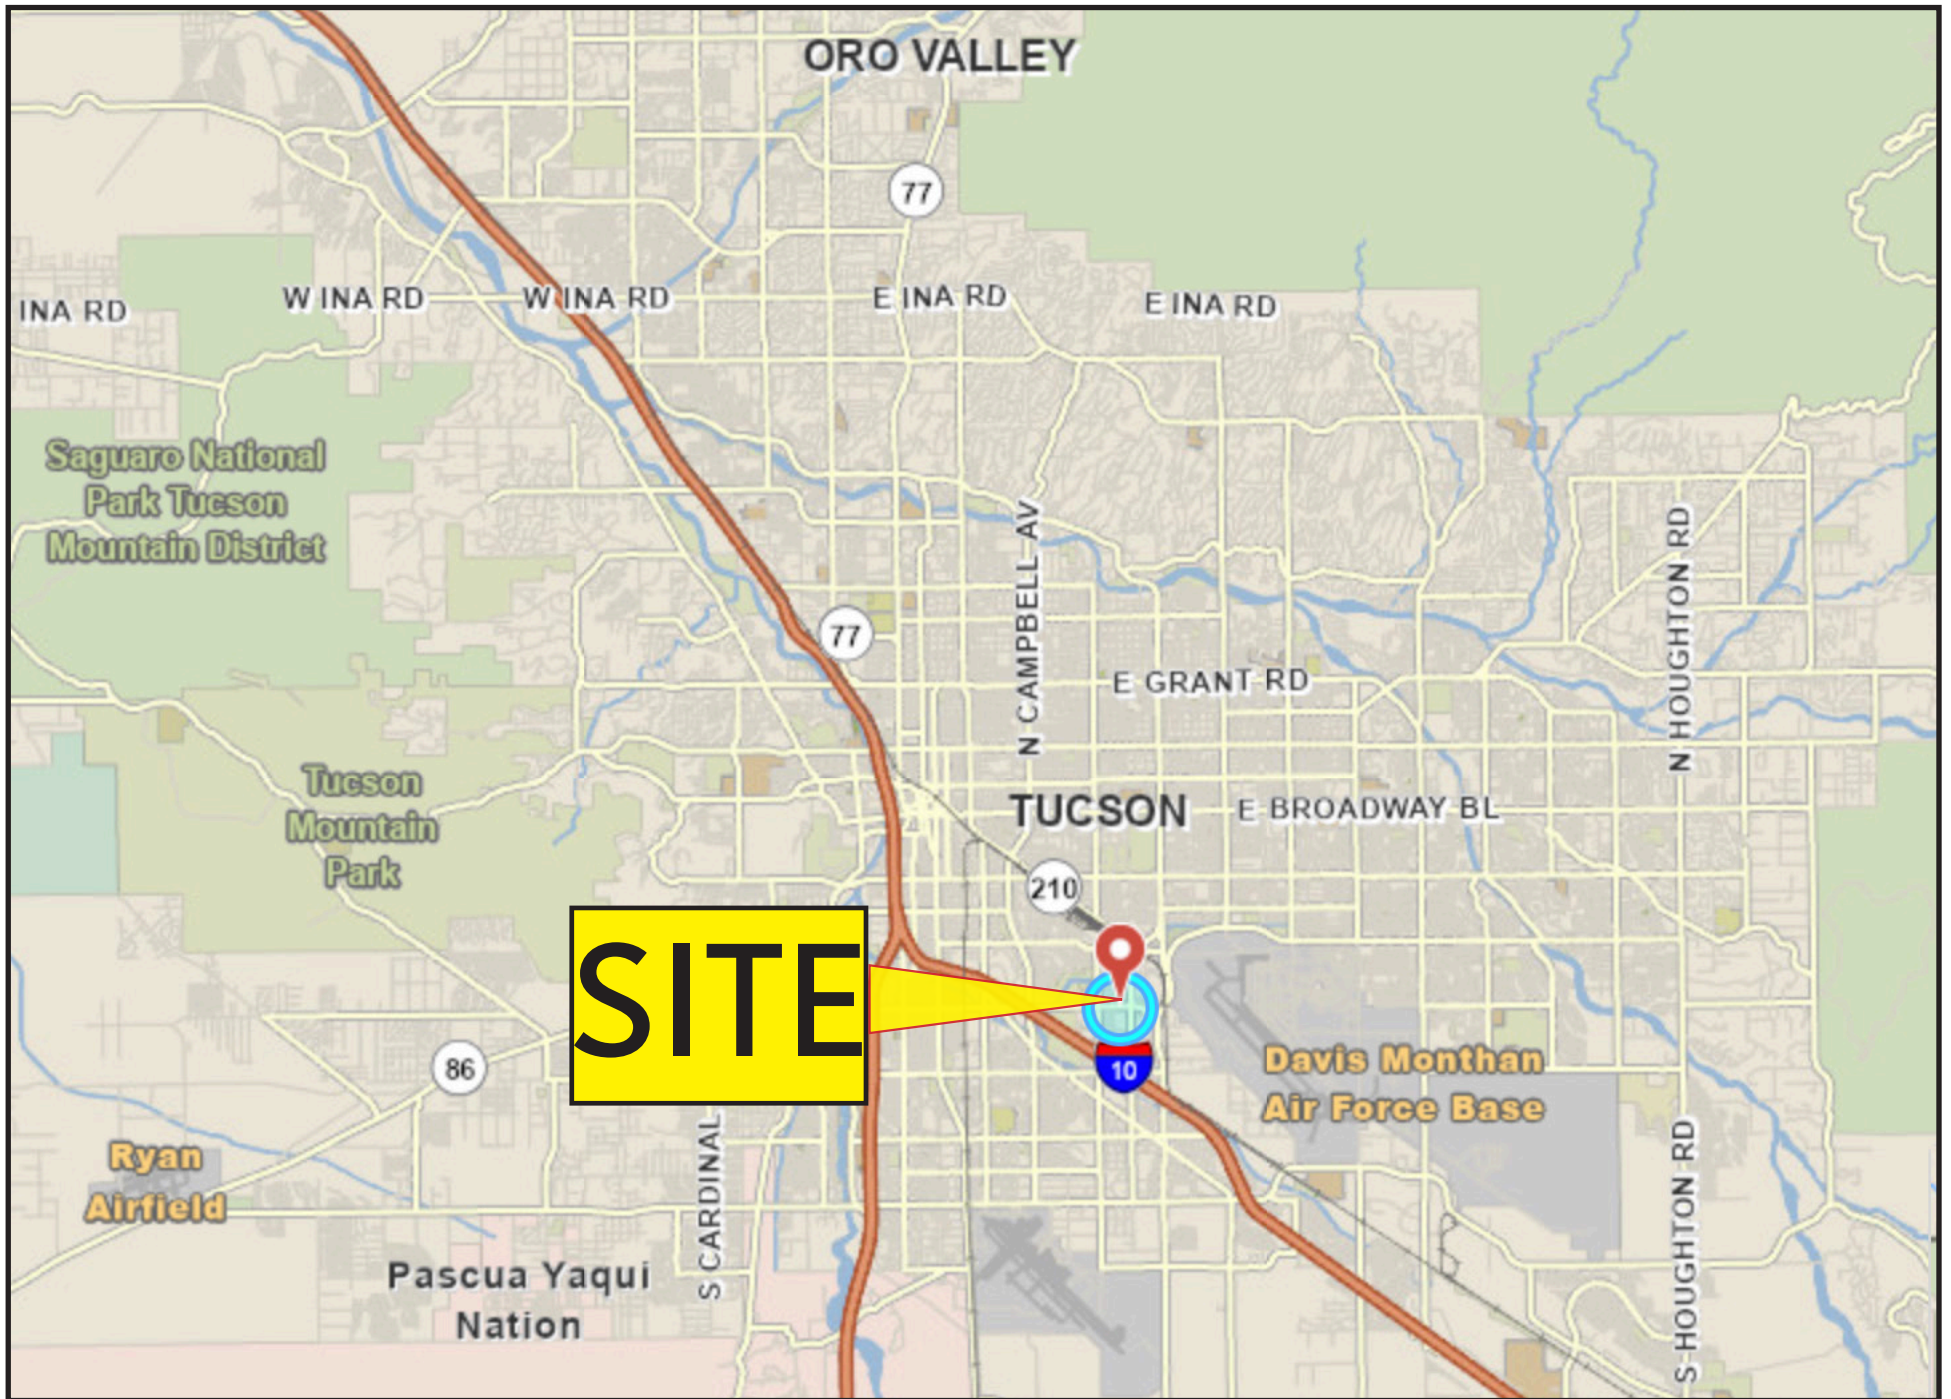 ORO VALLEY
77
INA RD
W INA RD
W INA RD
E INA RD
E INA RD
Saguaro National
Park Tucson
Mountain District
N CAMPBELL AV
N HOUGHTON RD
77
E GRANT RD
Tucson
Mountain
Park
TUCSON
E BROADWAY BL
210
SITE
86
10
Davis Monthan
Air Force Base
Ryan
Airfield
S CARDINAL
S HOUGHTON RD
Pascua Yaqui
Nation